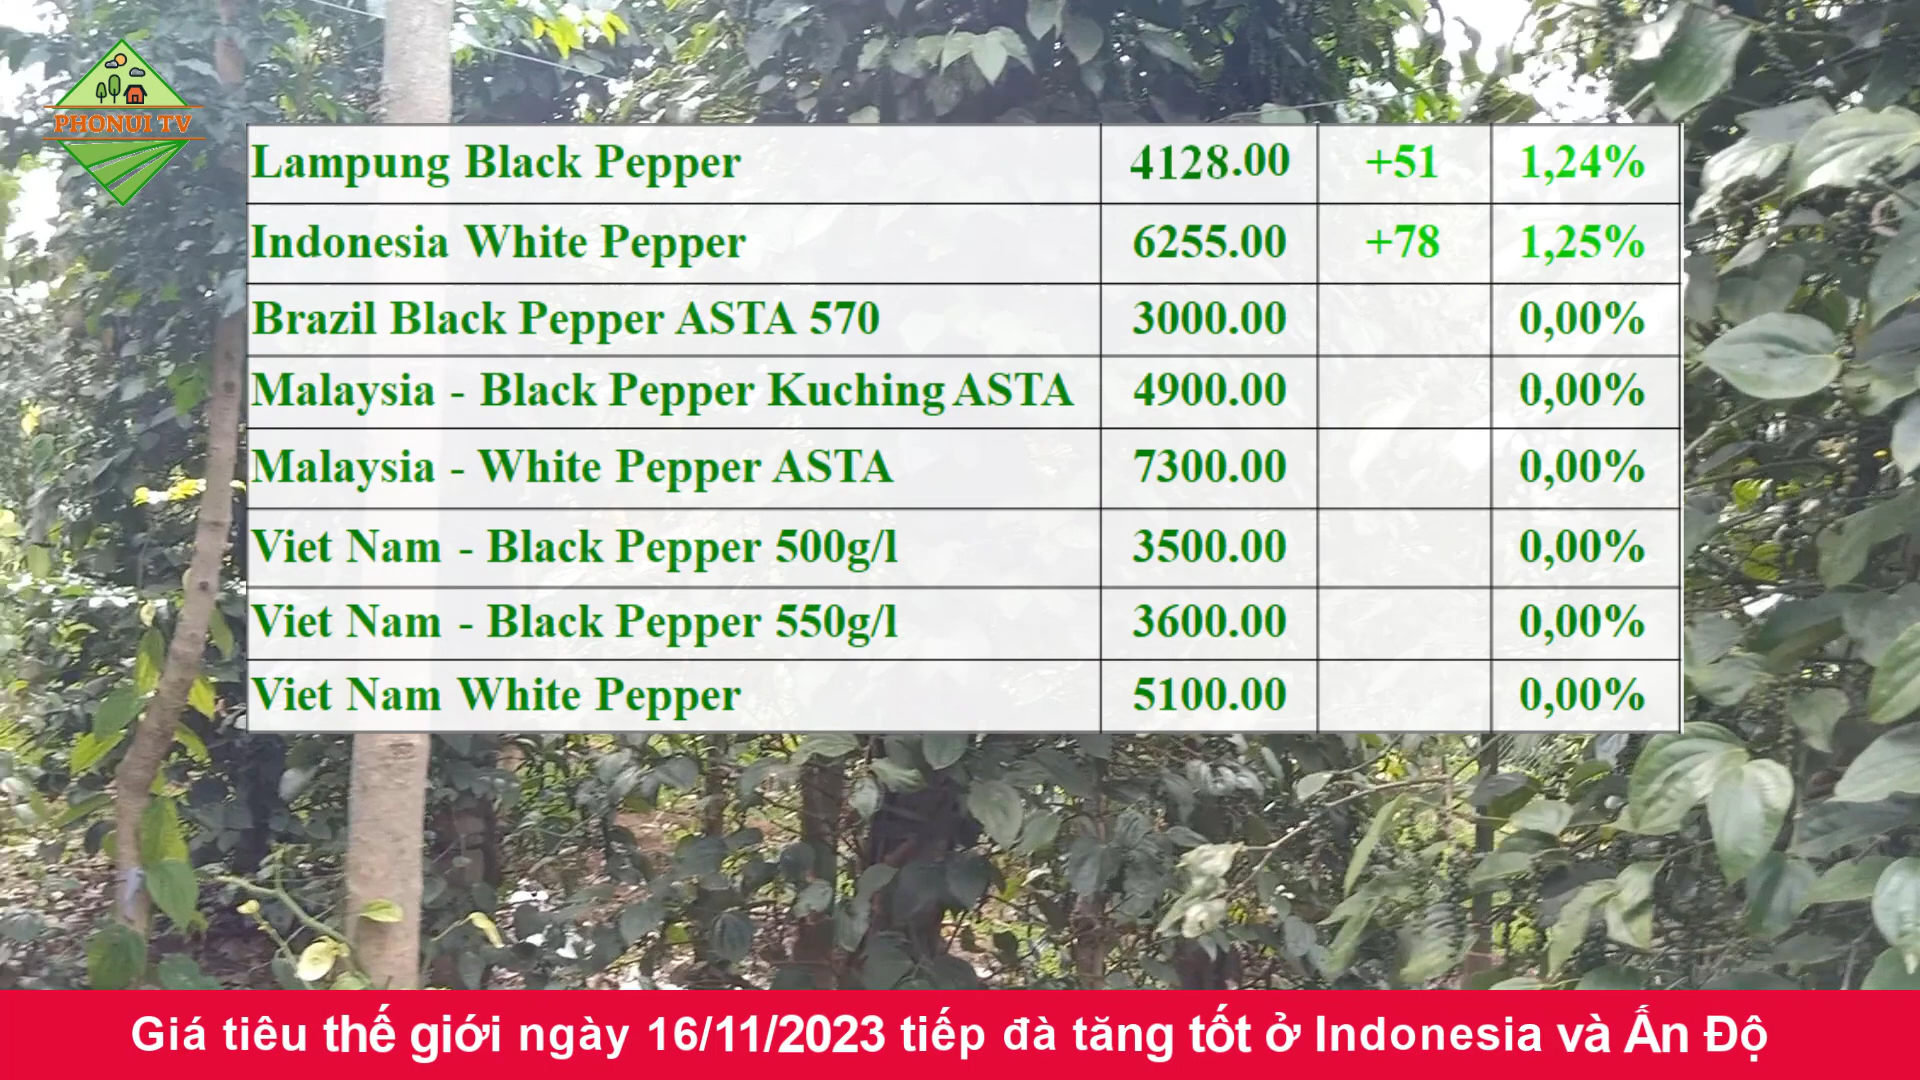 PHONUI TV
Lampung Black Pepper 4128.00 +51 1,24%
Indonesia White Pepper 6255.00 +78 1,25%
Brazil Black Pepper ASTA 570 3000.00 0,00%
Malaysia - Black Pepper Kuching ASTA 4900.00 0,00%
Malaysia - White Pepper ASTA 7300.00 0,00%
Viet Nam - Black Pepper 500g/l 3500.00 0,00%
Viet Nam - Black Pepper 550g/l 3600.00 0,00%
Viet Nam White Pepper 5100.00 0,00%
Giá tiêu thế giới ngày 16/11/2023 tiếp đà tăng tốt ở Indonesia và Ấn Độ